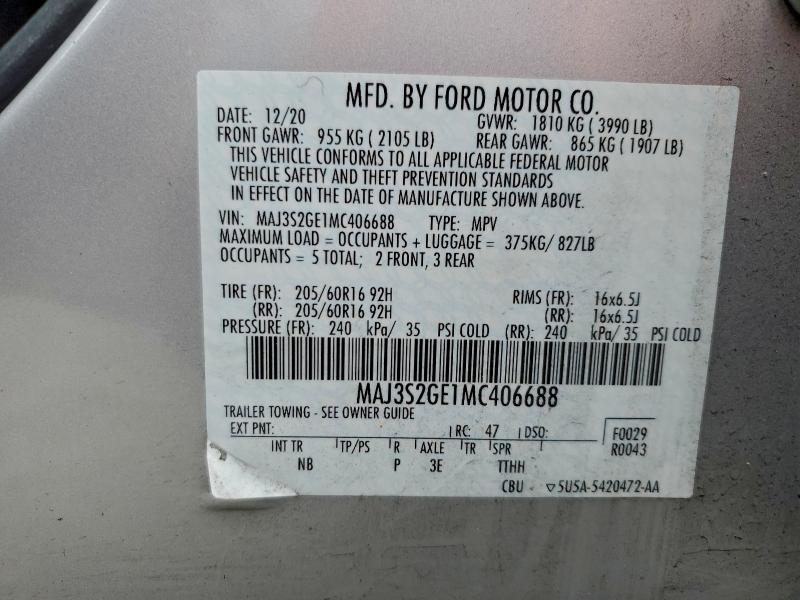 MFD. BY FORD MOTOR CO.
DATE: 12/20 GVWR: 1810 KG ( 3990 LB)
FRONT GAWR: 955 KG ( 2105 LB) REAR GAWR: 865 KG ( 1907 LB)
THIS VEHICLE CONFORMS TO ALL APPLICABLE FEDERAL MOTOR
VEHICLE SAFETY AND THEFT PREVENTION STANDARDS
IN EFFECT ON THE DATE OF MANUFACTURE SHOWN ABOVE.
VIN: MAJ3S2GE1MC406688 TYPE: MPV
MAXIMUM LOAD = OCCUPANTS + LUGGAGE = 375KG/ 827LB
OCCUPANTS = 5 TOTAL; 2 FRONT, 3 REAR
TIRE (FR): 205/60R16 92H RIMS (FR): 16x6.5J
(RR): 205/60R16 92H (RR): 16x6.5J
PRESSURE (FR): 240 kPa/ 35 PSI COLD (RR): 240 kPa/ 35 PSI COLD
MAJ3S2GE1MC406688
TRAILER TOWING - SEE OWNER GUIDE
EXT PNT: RC: 47 DSO: F0029
R0043
INT TR TP/PS R AXLE TR SPR
NB P 3E TTHH
CBU ▽5U5A-5420472-AA